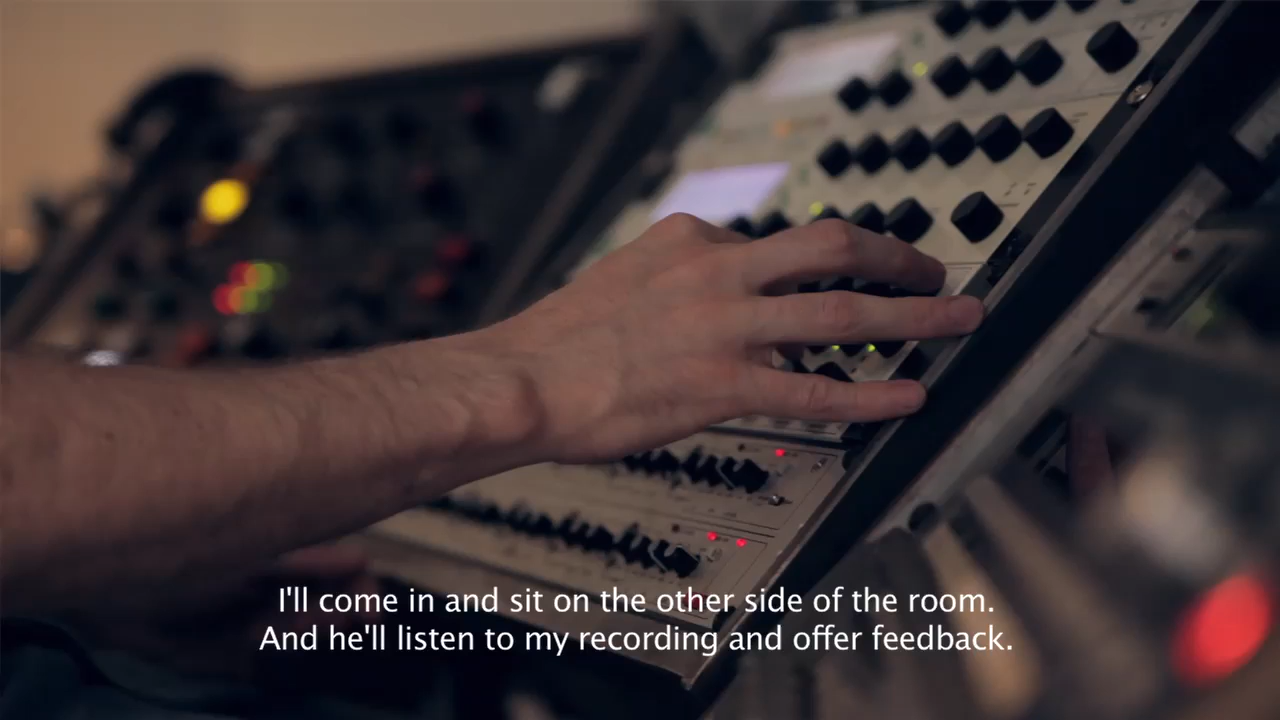 I'll come in and sit on the other side of the room.
And he'll listen to my recording and offer feedback.